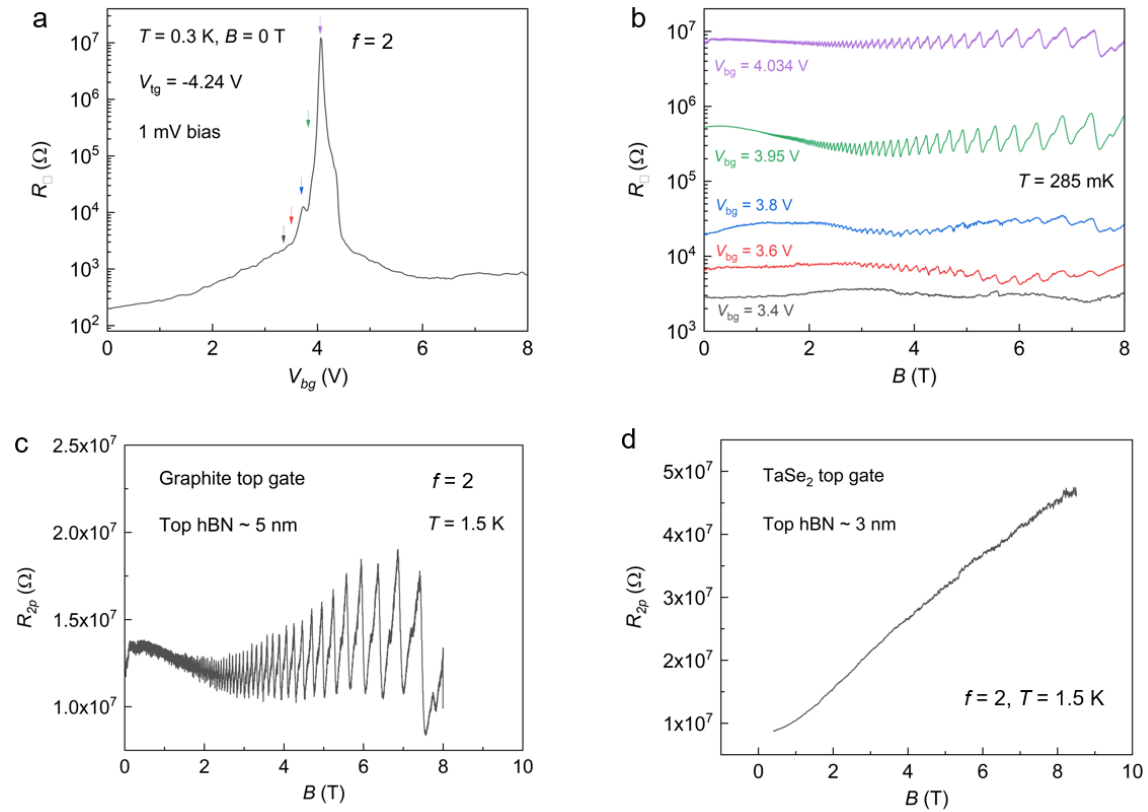 a
T = 0.3 K, B = 0 T
f = 2
V_tg = -4.24 V
1 mV bias
10^7
10^6
10^5
10^4
10^3
10^2
R_□ (Ω)
0 2 4 6 8
V_bg (V)
b
V_bg = 4.034 V
V_bg = 3.95 V
T = 285 mK
V_bg = 3.8 V
V_bg = 3.6 V
V_bg = 3.4 V
10^7
10^6
10^5
10^4
10^3
R_□ (Ω)
0 2 4 6 8
B (T)
c
Graphite top gate
f = 2
Top hBN ~ 5 nm
T = 1.5 K
2.5x10^7
2.0x10^7
1.5x10^7
1.0x10^7
R_2p (Ω)
0 2 4 6 8 10
B (T)
d
TaSe₂ top gate
Top hBN ~ 3 nm
f = 2, T = 1.5 K
5x10^7
4x10^7
3x10^7
2x10^7
1x10^7
R_2p (Ω)
0 2 4 6 8 10
B (T)